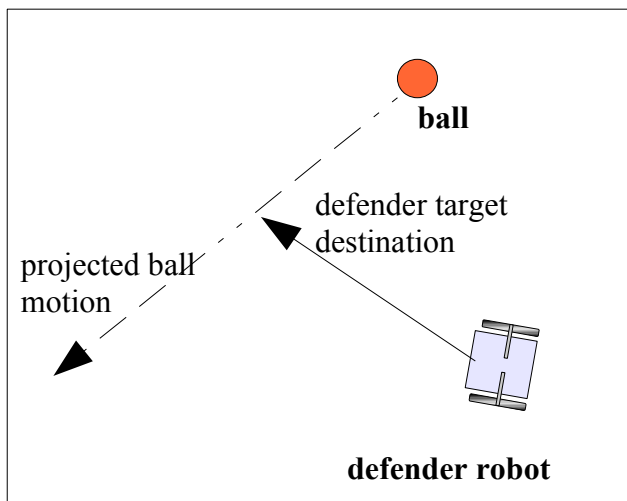 ball
defender target
destination
projected ball
motion
defender robot